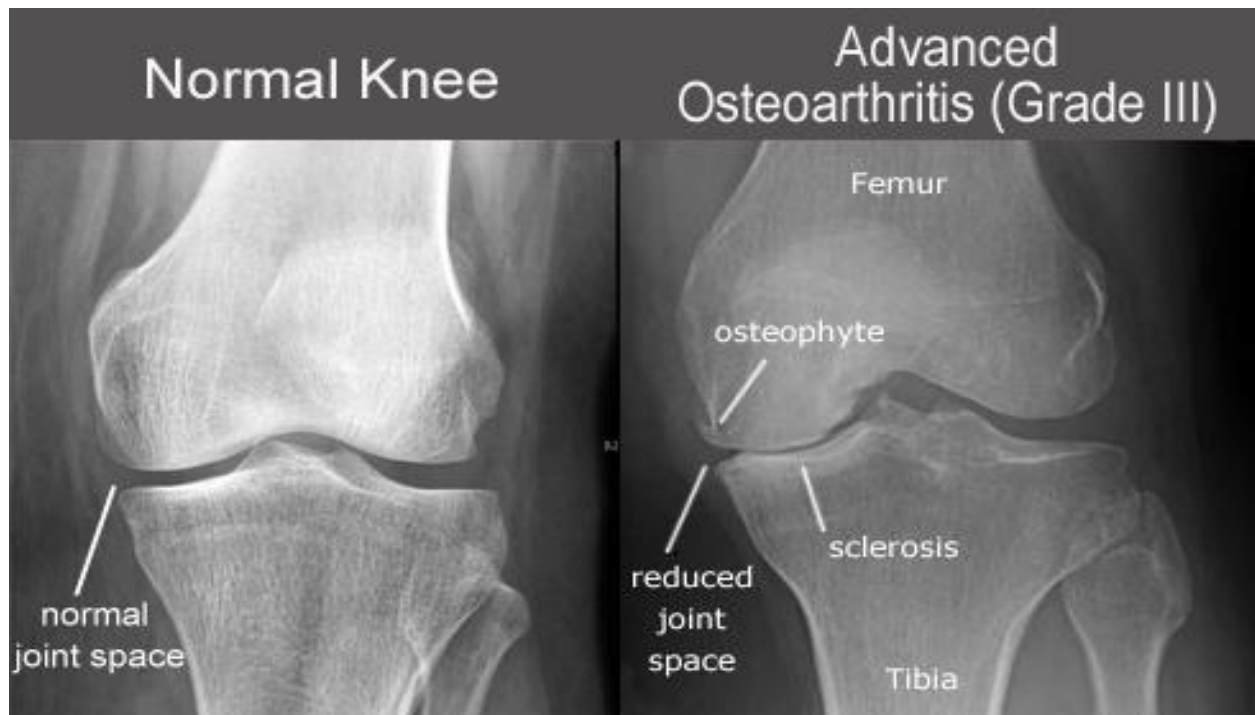 Normal Knee
Advanced
Osteoarthritis (Grade III)
Femur
osteophyte
normal
joint space
sclerosis
reduced
joint
space
Tibia